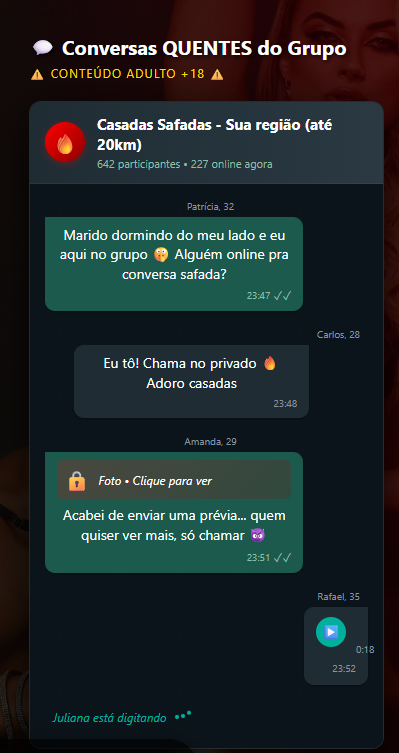 💬 Conversas QUENTES do Grupo
⚠️ CONTEÚDO ADULTO +18 ⚠️
Casadas Safadas - Sua região (até
20km)
642 participantes • 227 online agora
Patrícia, 32
Marido dormindo do meu lado e eu
aqui no grupo 🤫 Alguém online pra
conversa safada?
23:47 ✓✓
Carlos, 28
Eu tô! Chama no privado 🔥
Adoro casadas
23:48
Amanda, 29
🔒 Foto • Clique para ver
Acabei de enviar uma prévia... quem
quiser ver mais, só chamar 😈
23:51 ✓✓
Rafael, 35
▶️ 0:18
23:52
Juliana está digitando